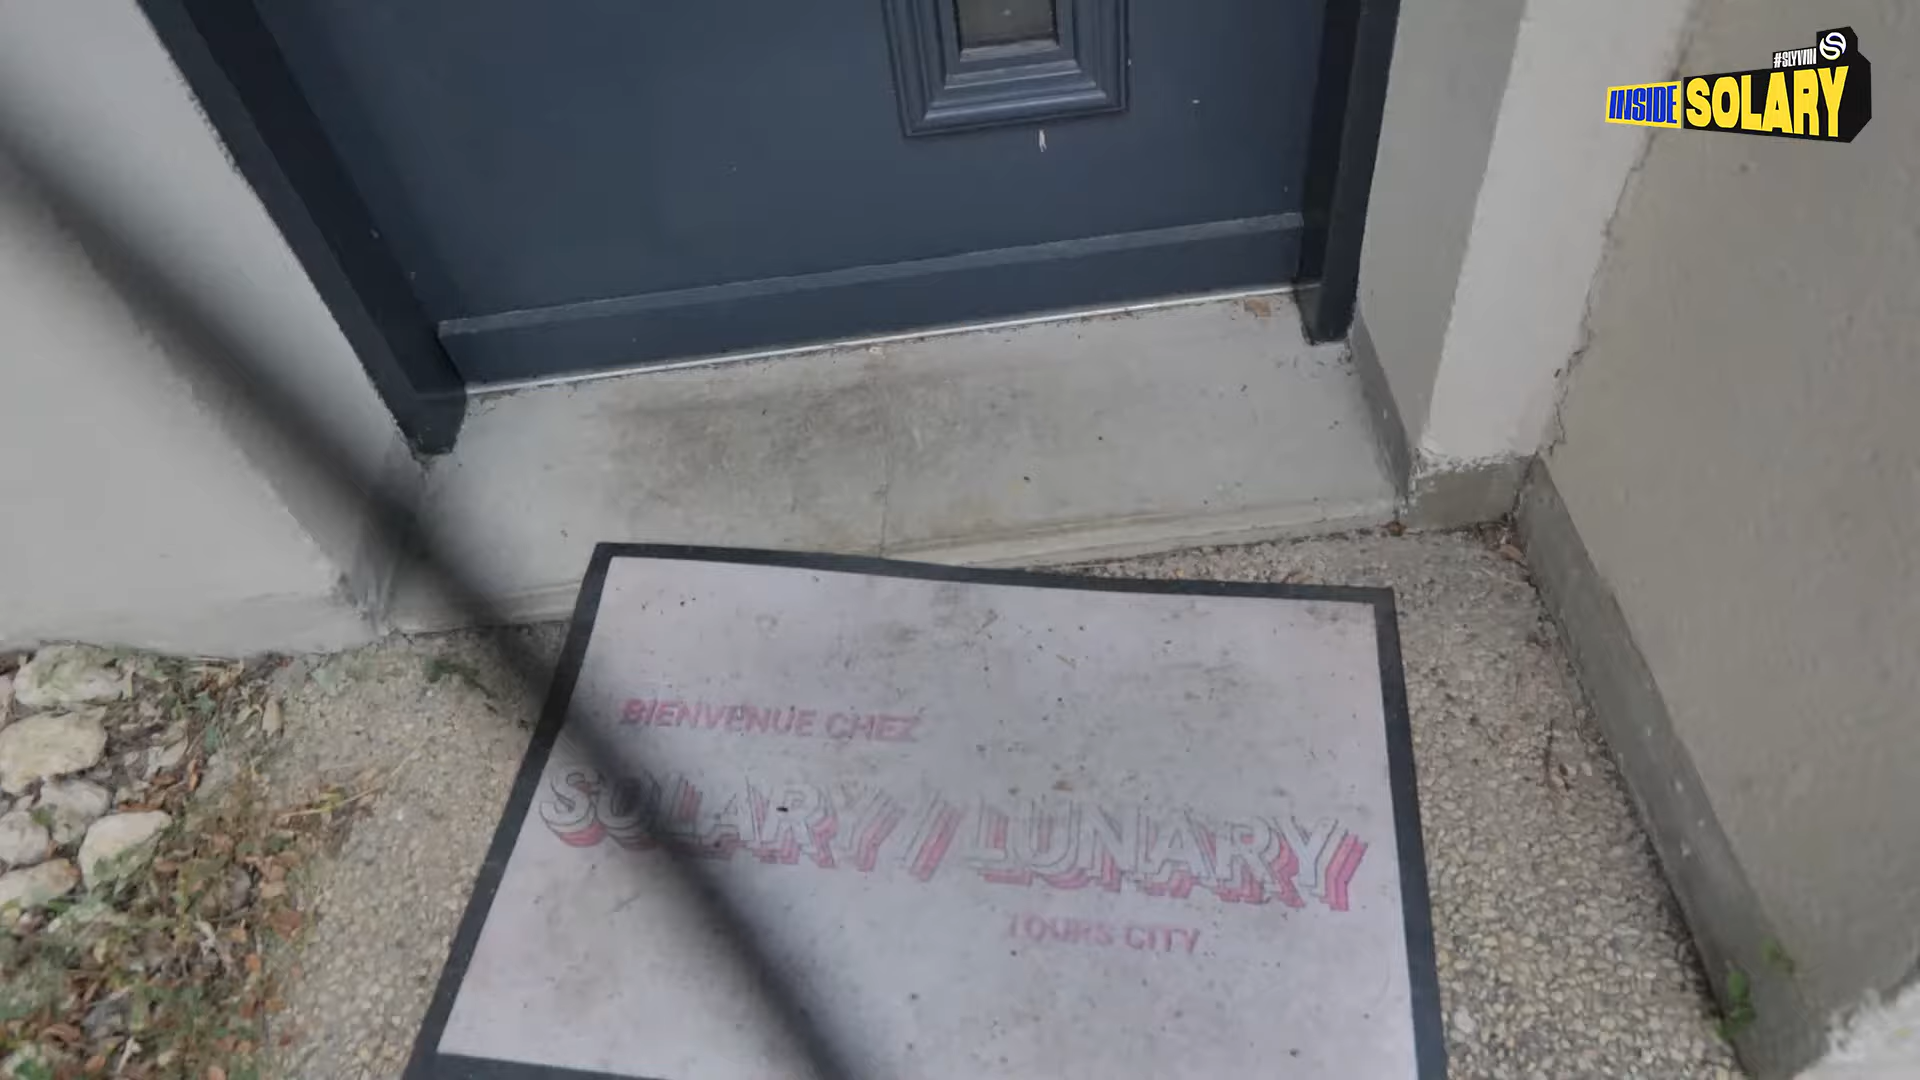 #SLYVIII
INSIDE SOLARY
BIENVENUE CHEZ
SOLARY / LUNARY
TOURS CITY